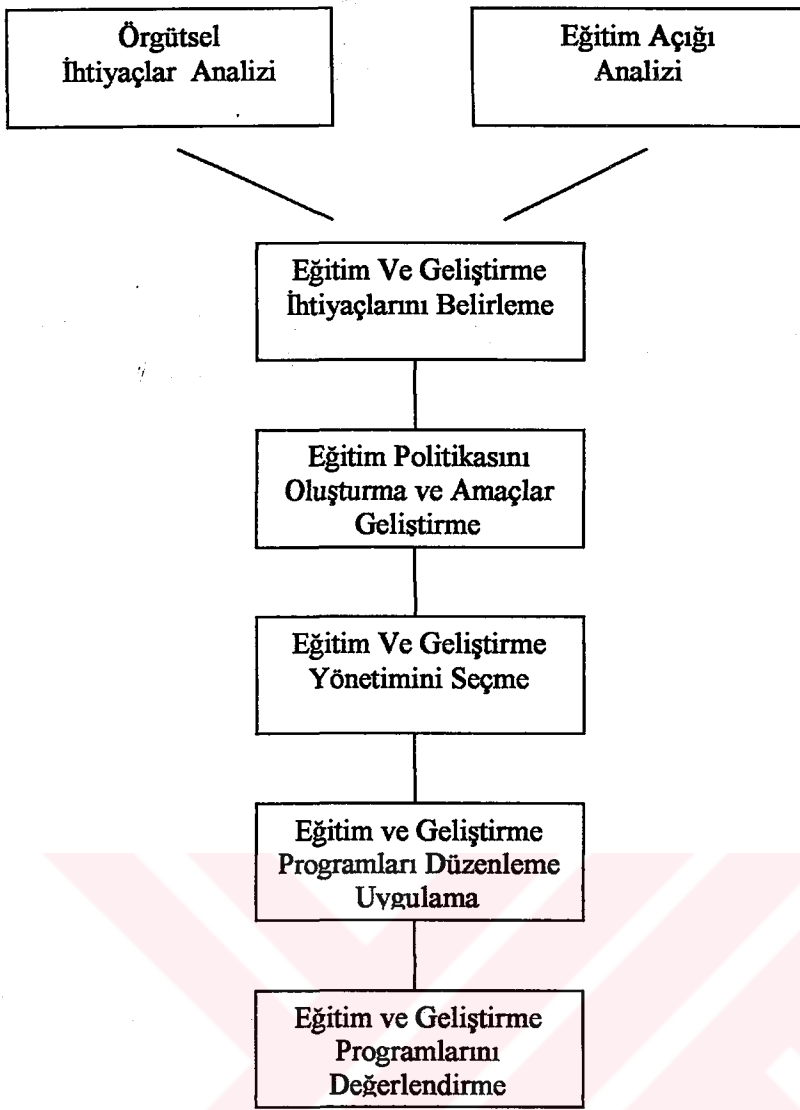 Örgütsel
İhtiyaçlar Analizi
Eğitim Açığı
Analizi
Eğitim Ve Geliştirme
İhtiyaçlarını Belirleme
Eğitim Politikasını
Oluşturma ve Amaçlar
Geliştirme
Eğitim Ve Geliştirme
Yönetimini Seçme
Eğitim ve Geliştirme
Programları Düzenleme
Uygulama
Eğitim ve Geliştirme
Programlarını
Değerlendirme